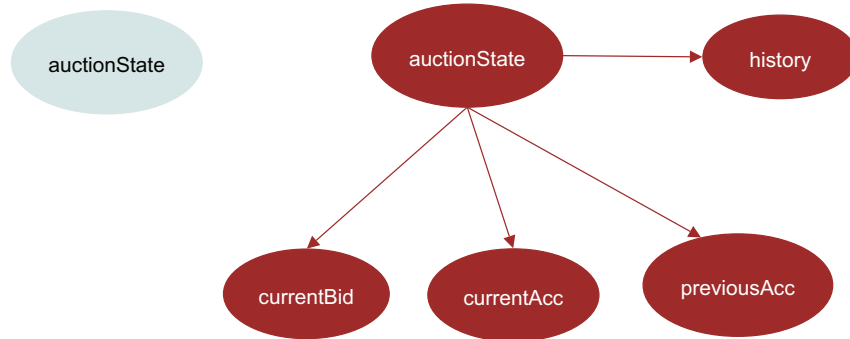 auctionState
auctionState
history
currentBid
currentAcc
previousAcc